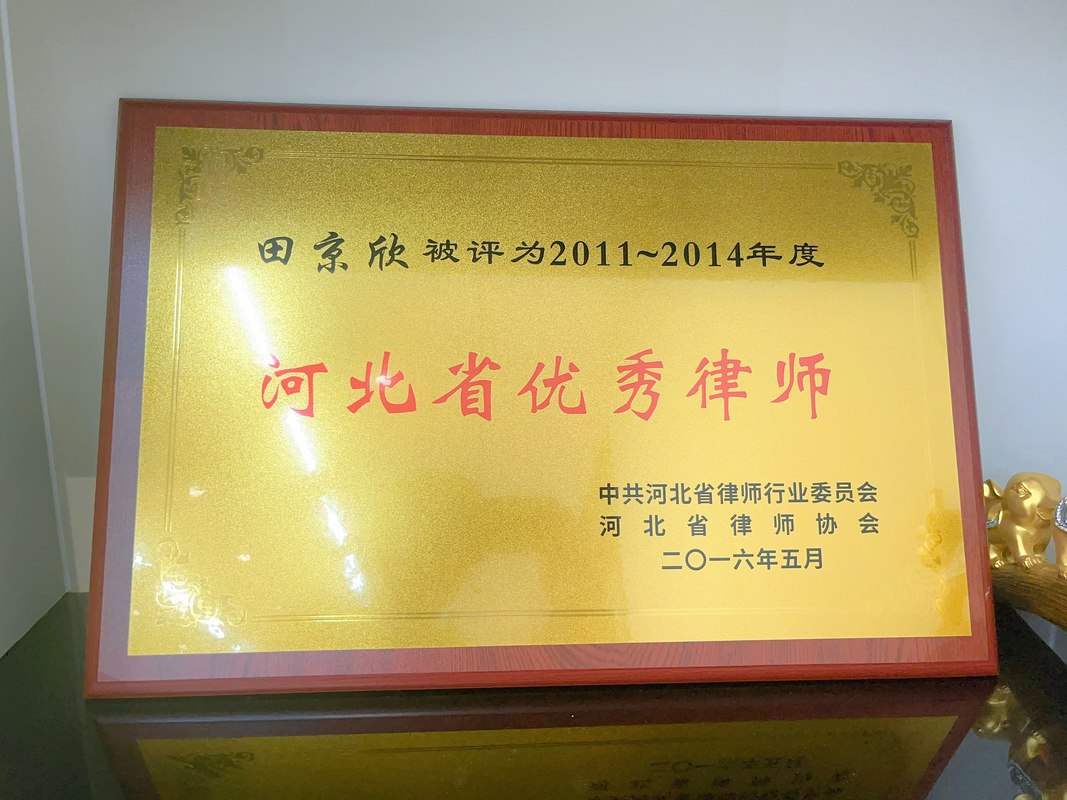 田京欣被评为2011~2014年度
河北省优秀律师
中共河北省律师行业委员会
河北省律师协会
二〇一六年五月